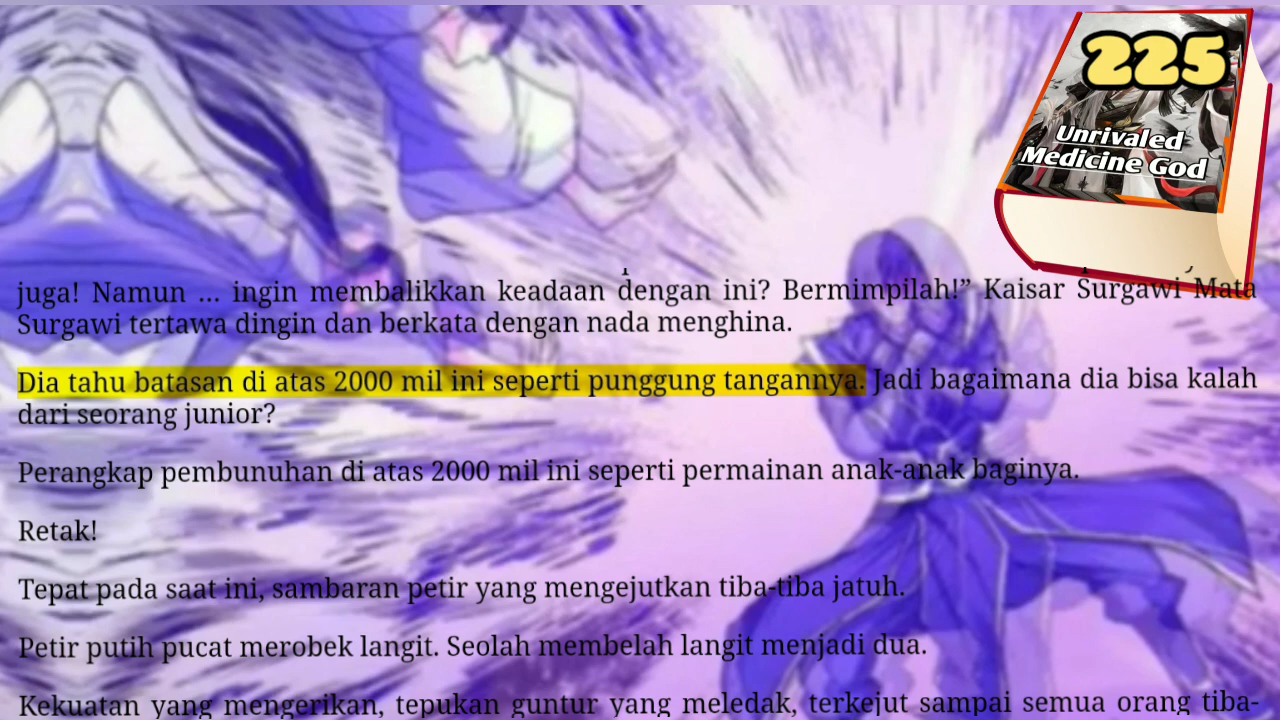 225
Unrivaled
Medicine God
juga! Namun ... ingin membalikkan keadaan dengan ini? Bermimpilah!” Kaisar Surgawi Mata
Surgawi tertawa dingin dan berkata dengan nada menghina.
Dia tahu batasan di atas 2000 mil ini seperti punggung tangannya. Jadi bagaimana dia bisa kalah
dari seorang junior?
Perangkap pembunuhan di atas 2000 mil ini seperti permainan anak-anak baginya.
Retak!
Tepat pada saat ini, sambaran petir yang mengejutkan tiba-tiba jatuh.
Petir putih pucat merobek langit. Seolah membelah langit menjadi dua.
Kekuatan yang mengerikan, tepukan guntur yang meledak, terkejut sampai semua orang tiba-